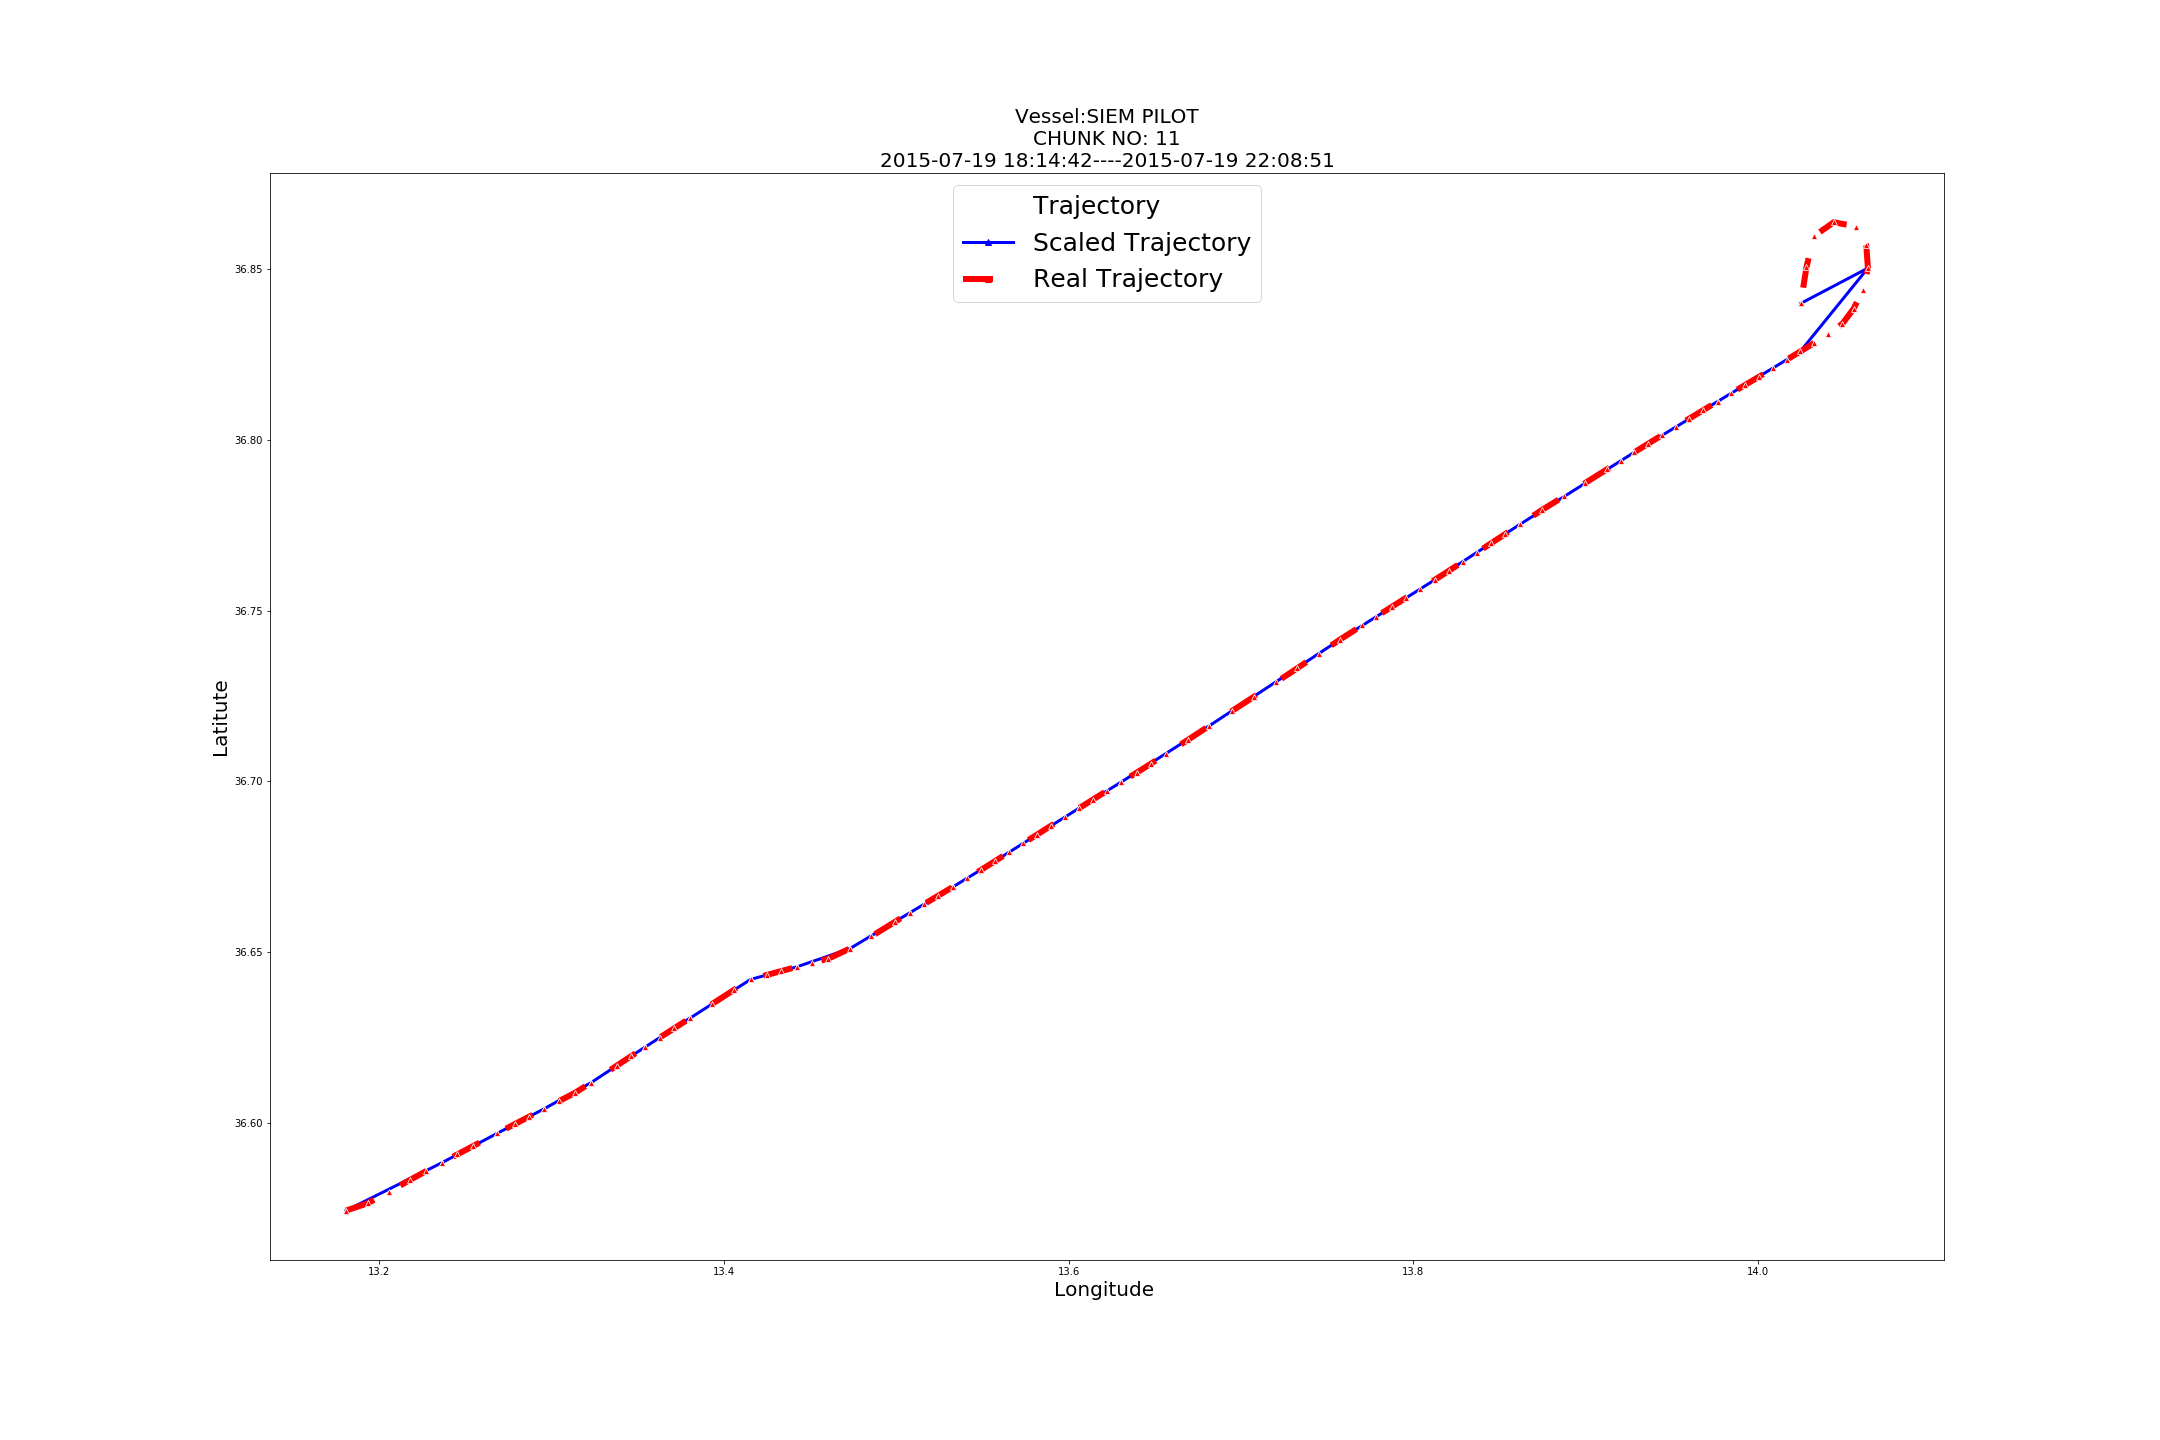 Vessel:SIEM PILOT
CHUNK NO: 11
2015-07-19 18:14:42----2015-07-19 22:08:51
Trajectory
Scaled Trajectory
Real Trajectory
36.85
36.80
36.75
36.70
36.65
36.60
Latitute
13.2
13.4
13.6
13.8
14.0
Longitude